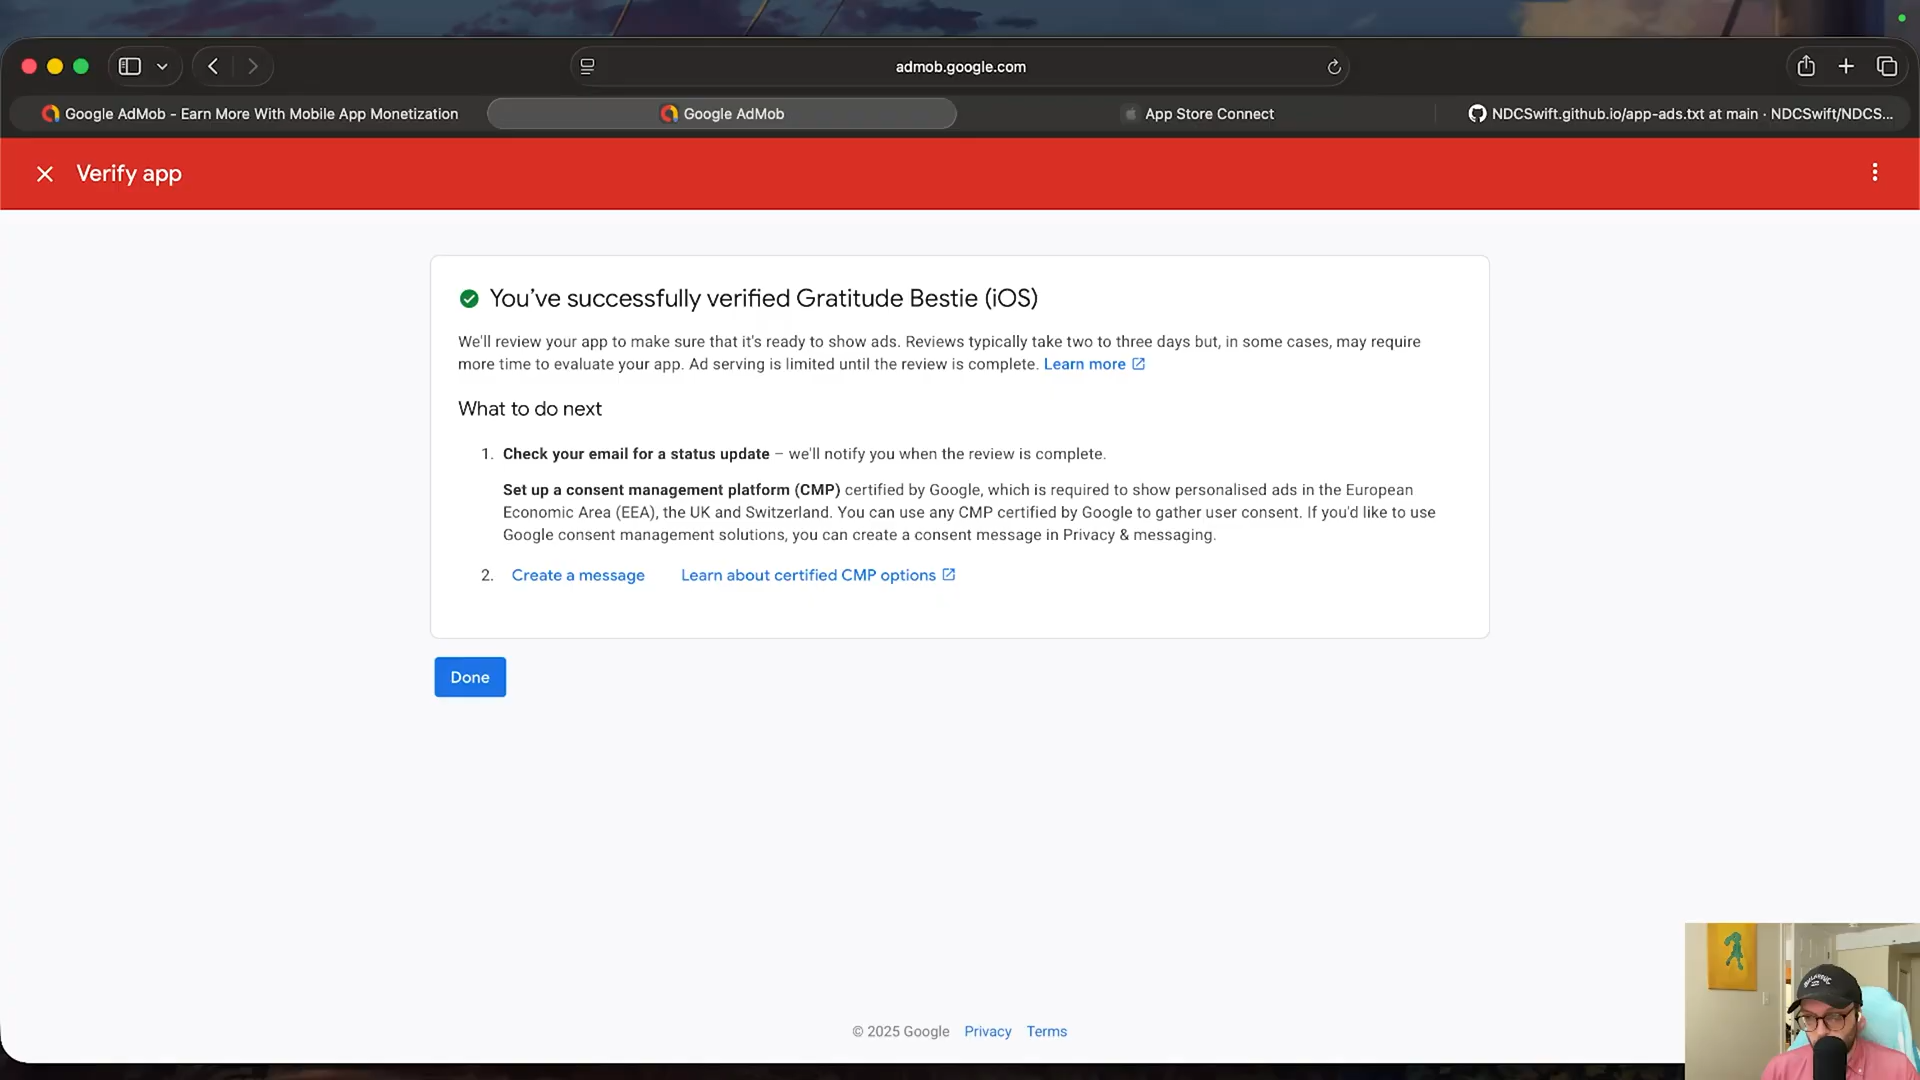 admob.google.com
Google AdMob - Earn More With Mobile App Monetization
Google AdMob
App Store Connect
NDCSwift.github.io/app-ads.txt at main · NDCSwift/NDCS...
Verify app
You've successfully verified Gratitude Bestie (iOS)
We'll review your app to make sure that it's ready to show ads. Reviews typically take two to three days but, in some cases, may require
more time to evaluate your app. Ad serving is limited until the review is complete. Learn more
What to do next
1. Check your email for a status update – we'll notify you when the review is complete.
Set up a consent management platform (CMP) certified by Google, which is required to show personalised ads in the European
Economic Area (EEA), the UK and Switzerland. You can use any CMP certified by Google to gather user consent. If you'd like to use
Google consent management solutions, you can create a consent message in Privacy & messaging.
2. Create a message Learn about certified CMP options
Done
© 2025 Google Privacy Terms